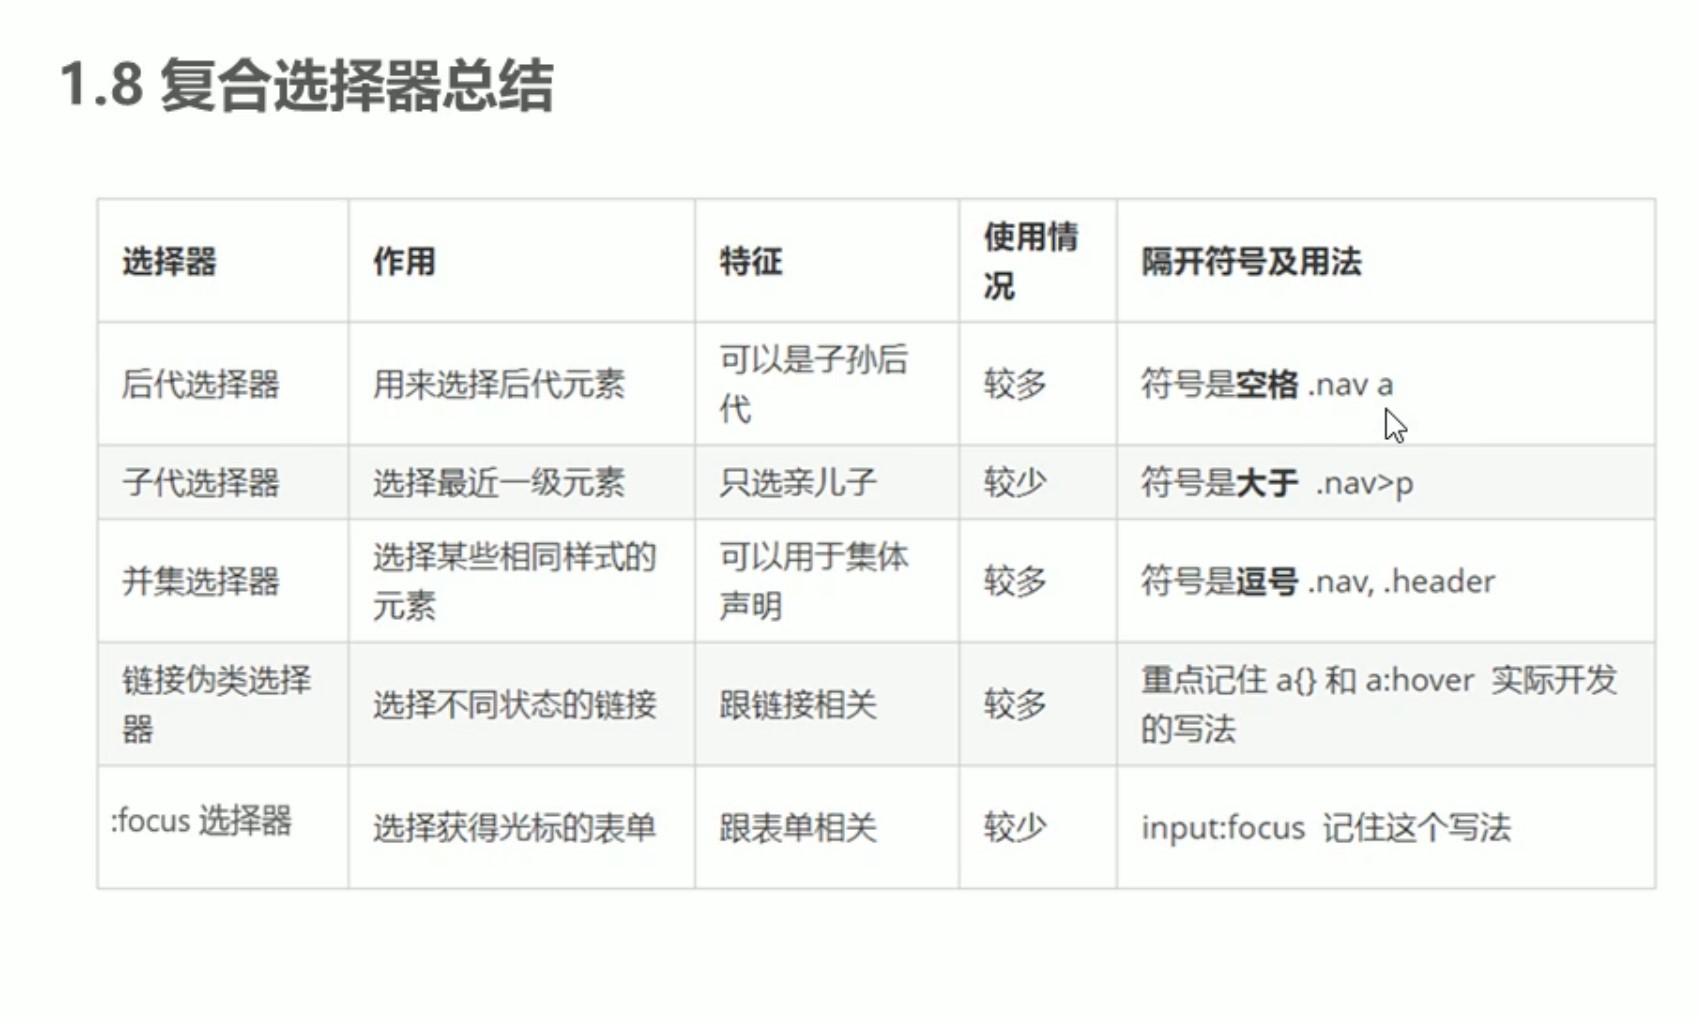 1.8 复合选择器总结
选择器 作用 特征 使用情况 隔开符号及用法
后代选择器 用来选择后代元素 可以是子孙后代 较多 符号是空格 .nav a
子代选择器 选择最近一级元素 只选亲儿子 较少 符号是大于 .nav>p
并集选择器 选择某些相同样式的元素 可以用于集体声明 较多 符号是逗号 .nav, .header
链接伪类选择器 选择不同状态的链接 跟链接相关 较多 重点记住 a{} 和 a:hover 实际开发的写法
:focus 选择器 选择获得光标的表单 跟表单相关 较少 input:focus 记住这个写法